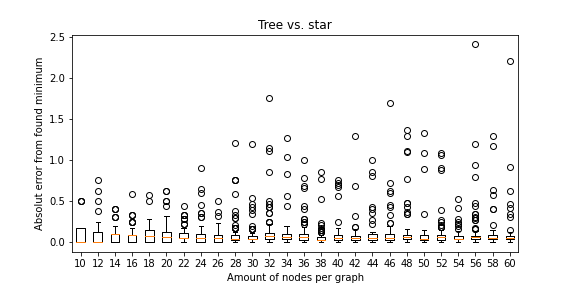 Tree vs. star
Absolut error from found minimum
2.5
2.0
1.5
1.0
0.5
0.0
10 12 14 16 18 20 22 24 26 28 30 32 34 36 38 40 42 44 46 48 50 52 54 56 58 60
Amount of nodes per graph